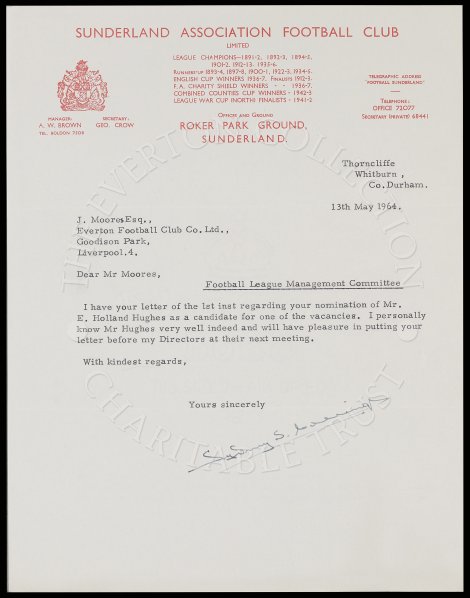 SUNDERLAND ASSOCIATION FOOTBALL CLUB
LIMITED
LEAGUE CHAMPIONS—1891-2, 1892-3, 1894-5,
1901-2, 1912-13, 1935-6.
RUNNERS-UP 1893-4, 1897-8, 1900-1, 1922-3, 1934-5.
ENGLISH CUP WINNERS 1936-7. FINALISTS 1912-3.
F.A. CHARITY SHIELD WINNERS - - 1936-7.
COMBINED COUNTIES CUP WINNERS - 1942-3
LEAGUE WAR CUP (NORTH) FINALISTS - 1941-2
TELEGRAPHIC ADDRESS
"FOOTBALL SUNDERLAND"
TELEPHONE:
OFFICE 71077
SECRETARY (PRIVATE) 68441
MANAGER: SECRETARY:
A. W. BROWN GEO. CROW
TEL. BOLDON 7509
OFFICES AND GROUND
ROKER PARK GROUND,
SUNDERLAND.
Thorncliffe
Whitburn ,
Co. Durham.
13th May 1964.
J. Moores Esq.,
Everton Football Club Co. Ltd.,
Goodison Park,
Liverpool. 4.
Dear Mr Moores,
Football League Management Committee
I have your letter of the 1st inst regarding your nomination of Mr.
E. Holland Hughes as a candidate for one of the vacancies. I personally
know Mr Hughes very well indeed and will have pleasure in putting your
letter before my Directors at their next meeting.
With kindest regards,
Yours sincerely
THE EVERTON COLLECTION
CHARITABLE TRUST